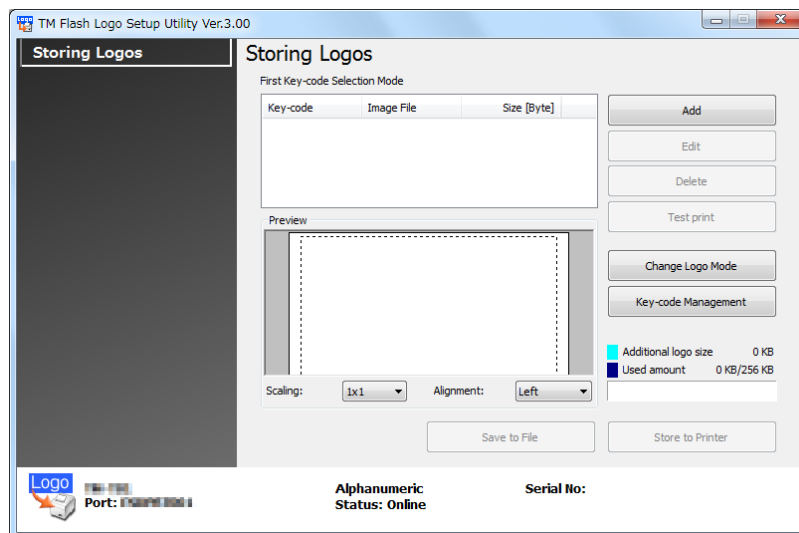 Logo
TM Flash Logo Setup Utility Ver.3.00
Storing Logos
Storing Logos
First Key-code Selection Mode
Key-code Image File Size [Byte]
Add
Edit
Delete
Test print
Preview
Change Logo Mode
Key-code Management
Additional logo size 0 KB
Used amount 0 KB/256 KB
Scaling: 1x1 Alignment: Left
Save to File Store to Printer
Logo
Port:
Alphanumeric
Status: Online
Serial No: